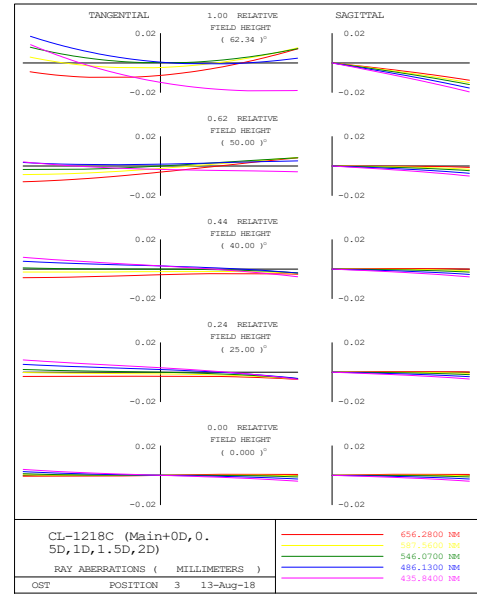 TANGENTIAL 1.00 RELATIVE SAGITTAL
FIELD HEIGHT
( 62.34 )°
0.02 0.02
-0.02 -0.02
0.62 RELATIVE
FIELD HEIGHT
( 50.00 )°
0.02 0.02
-0.02 -0.02
0.44 RELATIVE
FIELD HEIGHT
( 40.00 )°
0.02 0.02
-0.02 -0.02
0.24 RELATIVE
FIELD HEIGHT
( 25.00 )°
0.02 0.02
-0.02 -0.02
0.00 RELATIVE
FIELD HEIGHT
( 0.000 )°
0.02 0.02
-0.02 -0.02
CL-1218C (Main+0D,0.
5D,1D,1.5D,2D)
RAY ABERRATIONS ( MILLIMETERS )
OST POSITION 3 13-Aug-18
656.2800 NM
NM
546.0700 NM
486.1300 NM
435.8400 NM